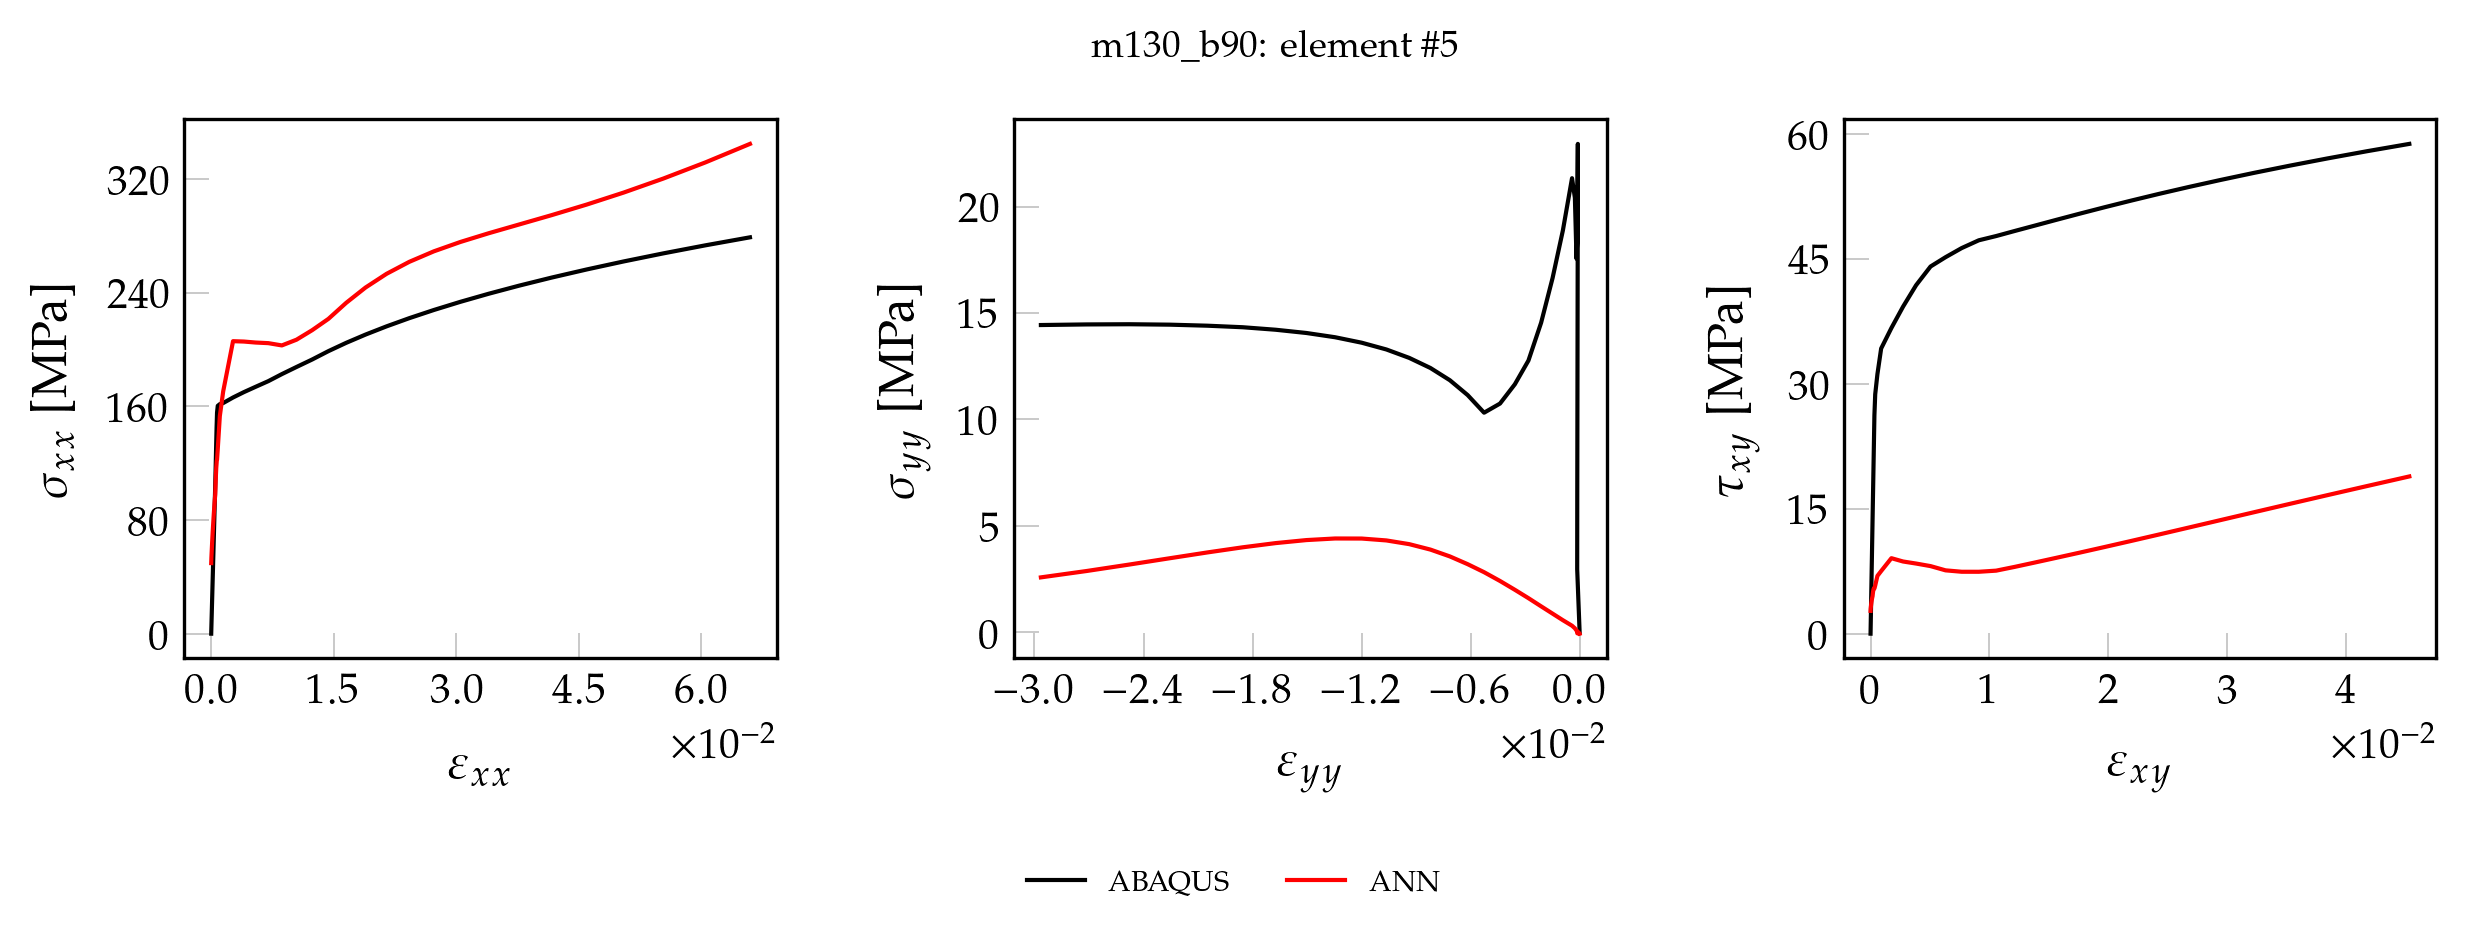 m130_b90: element #5
σxx [MPa]
320
240
160
80
0
0.0 1.5 3.0 4.5 6.0
×10−2
εxx
σyy [MPa]
20
15
10
5
0
−3.0 −2.4 −1.8 −1.2 −0.6 0.0
×10−2
εyy
τxy [MPa]
60
45
30
15
0
0 1 2 3 4
×10−2
εxy
ABAQUS ANN